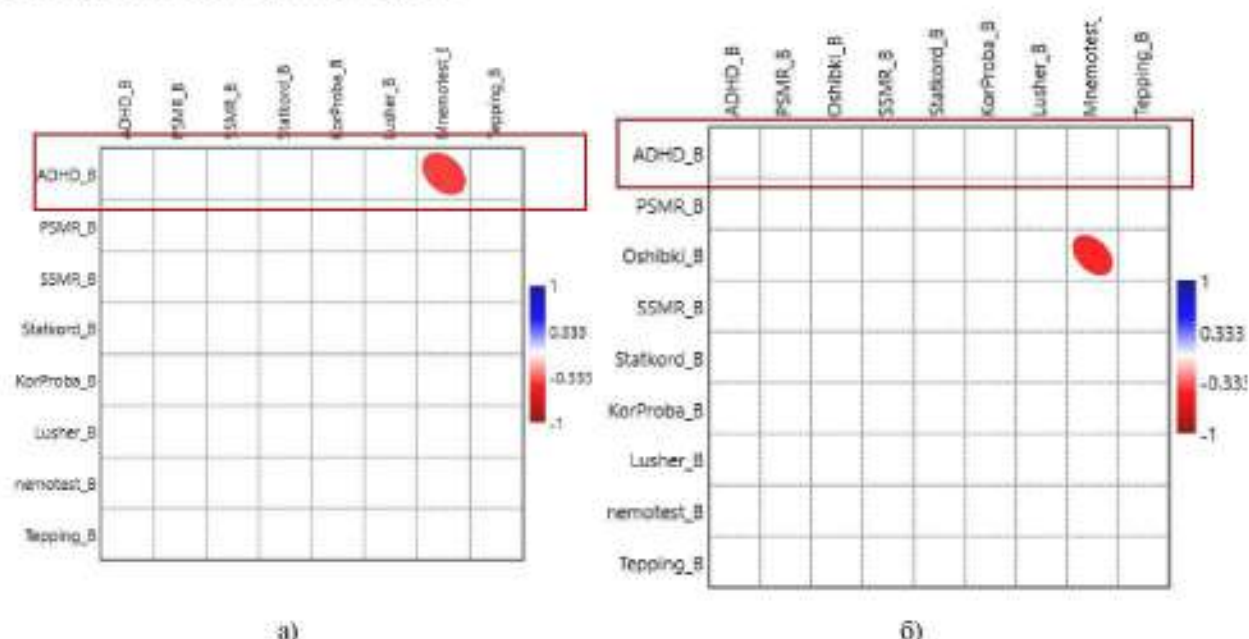 ADHD_B
PSMR_B
SSMR_B
Statkord_B
KorProba_B
Lusher_B
Mnemotest_
Tepping_B
ADHD_B
PSMR_B
SSMR_B
Statkord_B
KorProba_B
Lusher_B
nemotest_B
Tepping_B
1
0.333
-0.333
-1
а)
ADHD_B
PSMR_B
Oshibki_B
SSMR_B
Statkord_B
KorProba_B
Lusher_B
Mnemotest_
Tepping_B
ADHD_B
PSMR_B
Oshibki_B
SSMR_B
Statkord_B
KorProba_B
Lusher_B
nemotest_B
Tepping_B
1
0.333
-0.333
-1
б)